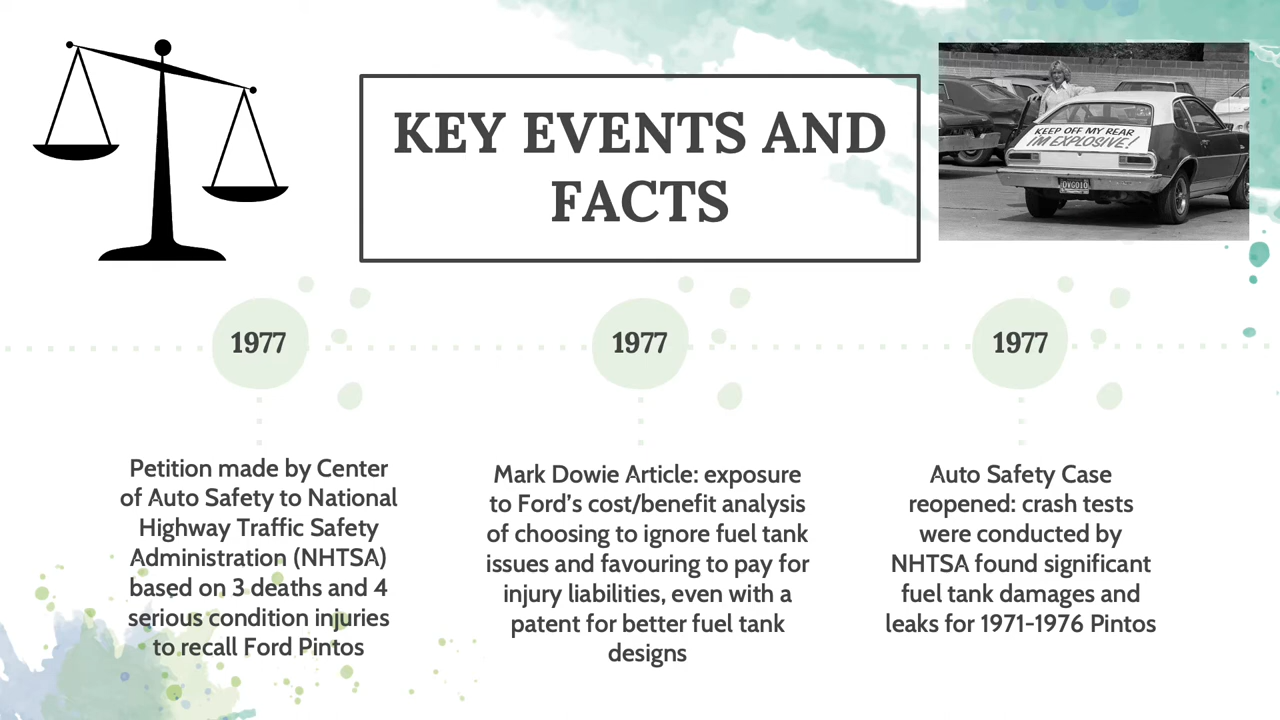 KEY EVENTS AND
FACTS
KEEP OFF MY REAR
I'M EXPLOSIVE!
1977
1977
1977
Petition made by Center
of Auto Safety to National
Highway Traffic Safety
Administration (NHTSA)
based on 3 deaths and 4
serious condition injuries
to recall Ford Pintos
Mark Dowie Article: exposure
to Ford’s cost/benefit analysis
of choosing to ignore fuel tank
issues and favouring to pay for
injury liabilities, even with a
patent for better fuel tank
designs
Auto Safety Case
reopened: crash tests
were conducted by
NHTSA found significant
fuel tank damages and
leaks for 1971-1976 Pintos